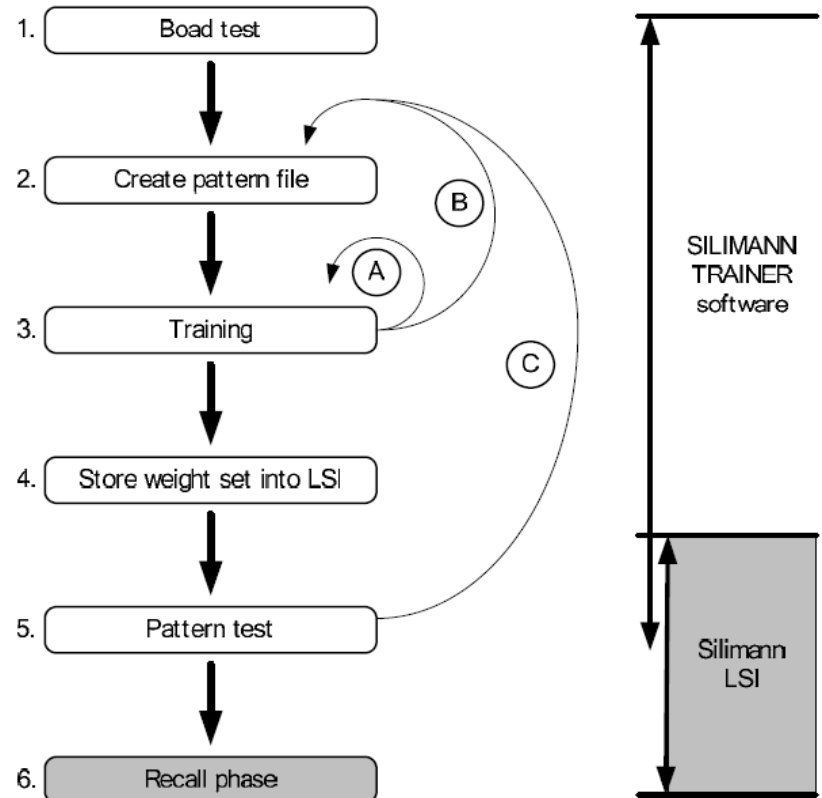 1. Boad test
2. Create pattern file
B
A
3. Training
C
4. Store weight set into LSI
5. Pattern test
6. Recall phase
SILIMANN
TRAINER
software
Silimann
LSI